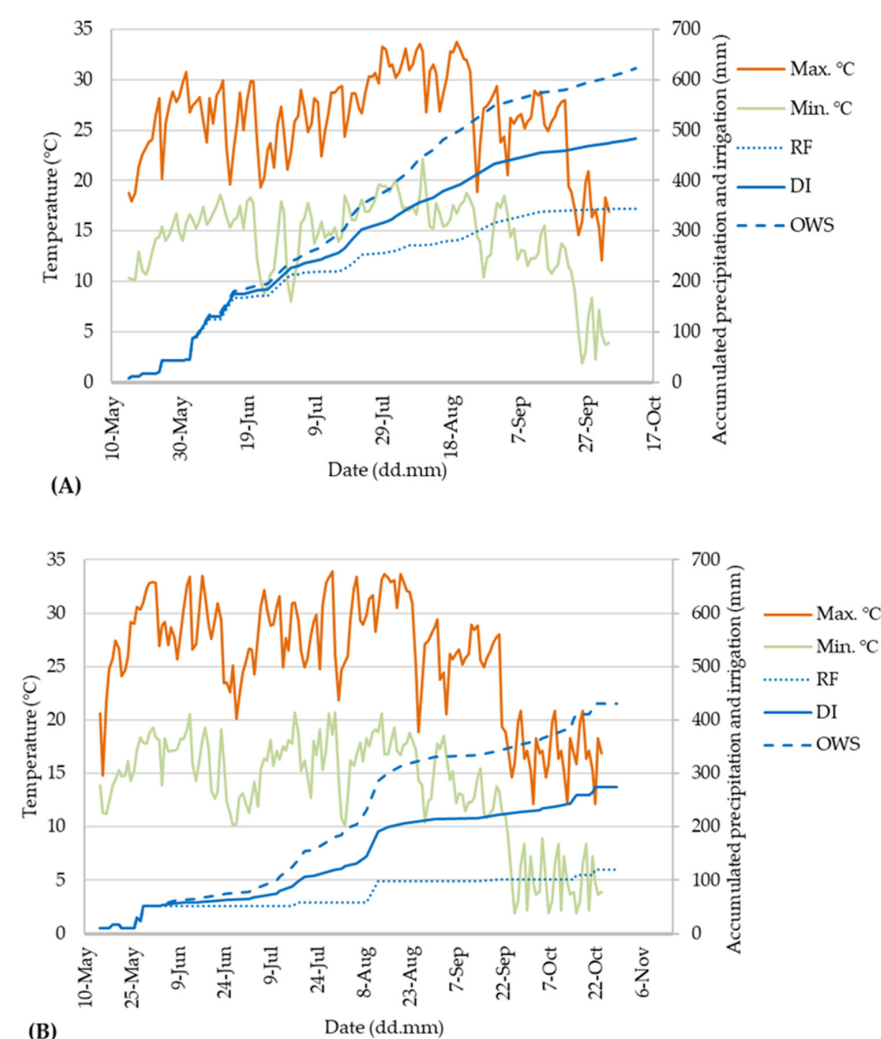 35
30
25
20
15
10
5
0
Temperature (°C)
700
600
500
400
300
200
100
0
Accumulated precipitation and irrigation (mm)
10-May
30-May
19-Jun
9-Jul
29-Jul
18-Aug
7-Sep
27-Sep
17-Oct
Date (dd.mm)
Max. °C
Min. °C
RF
DI
OWS
(A)
35
30
25
20
15
10
5
0
Temperature (°C)
700
600
500
400
300
200
100
0
Accumulated precipitation and irrigation (mm)
10-May
25-May
9-Jun
24-Jun
9-Jul
24-Jul
8-Aug
23-Aug
7-Sep
22-Sep
7-Oct
22-Oct
6-Nov
Date (dd.mm)
Max. °C
Min. °C
RF
DI
OWS
(B)